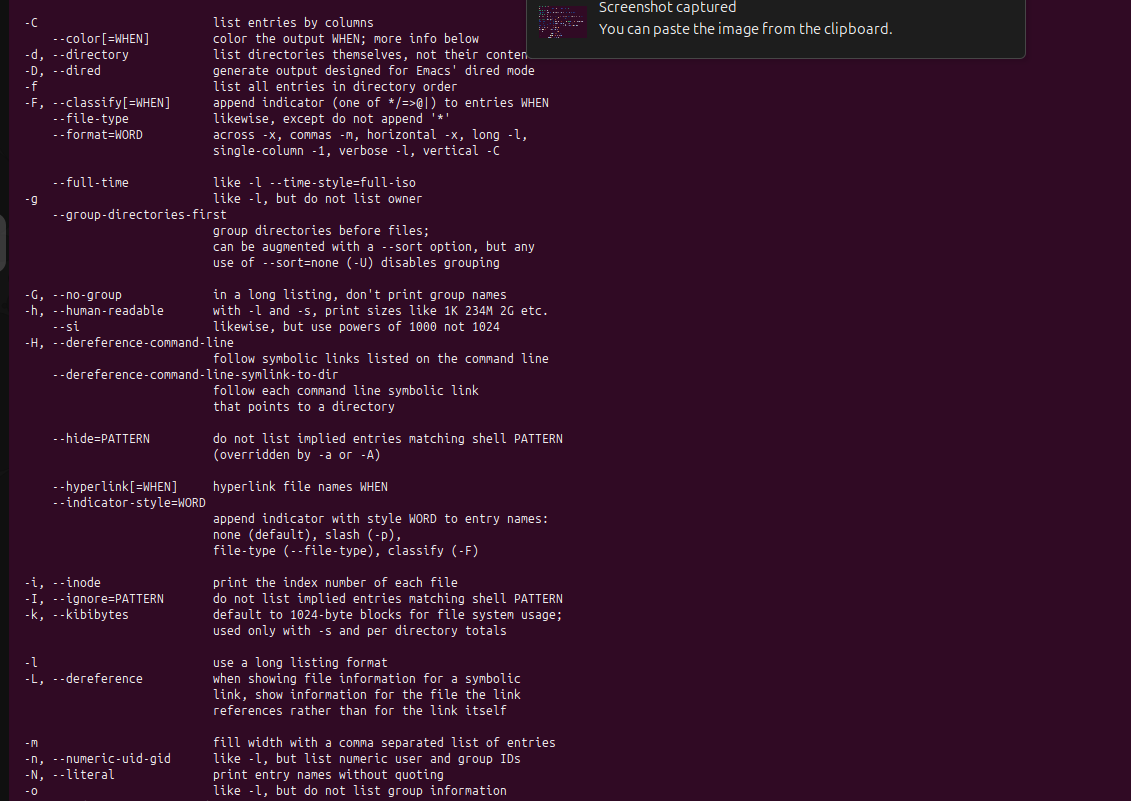 Screenshot captured
You can paste the image from the clipboard.
-C                         list entries by columns
    --color[=WHEN]         color the output WHEN; more info below
-d, --directory            list directories themselves, not their conten
-D, --dired                generate output designed for Emacs' dired mode
-f                         list all entries in directory order
-F, --classify[=WHEN]      append indicator (one of */=>@|) to entries WHEN
    --file-type            likewise, except do not append '*'
    --format=WORD          across -x, commas -m, horizontal -x, long -l,
                           single-column -1, verbose -l, vertical -C
    --full-time            like -l --time-style=full-iso
-g                         like -l, but do not list owner
    --group-directories-first
                           group directories before files;
                           can be augmented with a --sort option, but any
                           use of --sort=none (-U) disables grouping
-G, --no-group             in a long listing, don't print group names
-h, --human-readable       with -l and -s, print sizes like 1K 234M 2G etc.
    --si                   likewise, but use powers of 1000 not 1024
-H, --dereference-command-line
                           follow symbolic links listed on the command line
    --dereference-command-line-symlink-to-dir
                           follow each command line symbolic link
                           that points to a directory
    --hide=PATTERN         do not list implied entries matching shell PATTERN
                           (overridden by -a or -A)
    --hyperlink[=WHEN]     hyperlink file names WHEN
    --indicator-style=WORD
                           append indicator with style WORD to entry names:
                           none (default), slash (-p),
                           file-type (--file-type), classify (-F)
-i, --inode                print the index number of each file
-I, --ignore=PATTERN       do not list implied entries matching shell PATTERN
-k, --kibibytes            default to 1024-byte blocks for file system usage;
                           used only with -s and per directory totals
-l                         use a long listing format
-L, --dereference          when showing file information for a symbolic
                           link, show information for the file the link
                           references rather than for the link itself
-m                         fill width with a comma separated list of entries
-n, --numeric-uid-gid      like -l, but list numeric user and group IDs
-N, --literal              print entry names without quoting
-o                         like -l, but do not list group information